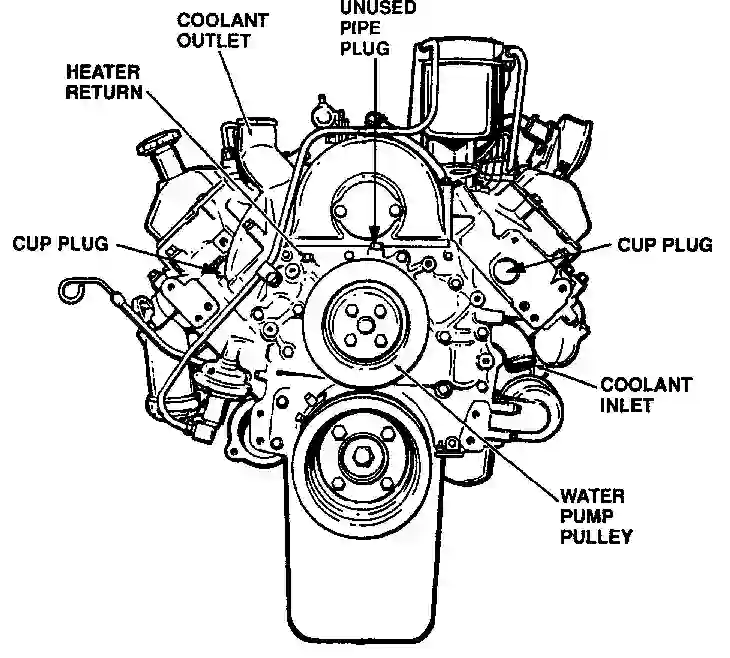 UNUSED
PIPE
PLUG
COOLANT
OUTLET
HEATER
RETURN
CUP PLUG
CUP PLUG
COOLANT
INLET
WATER
PUMP
PULLEY